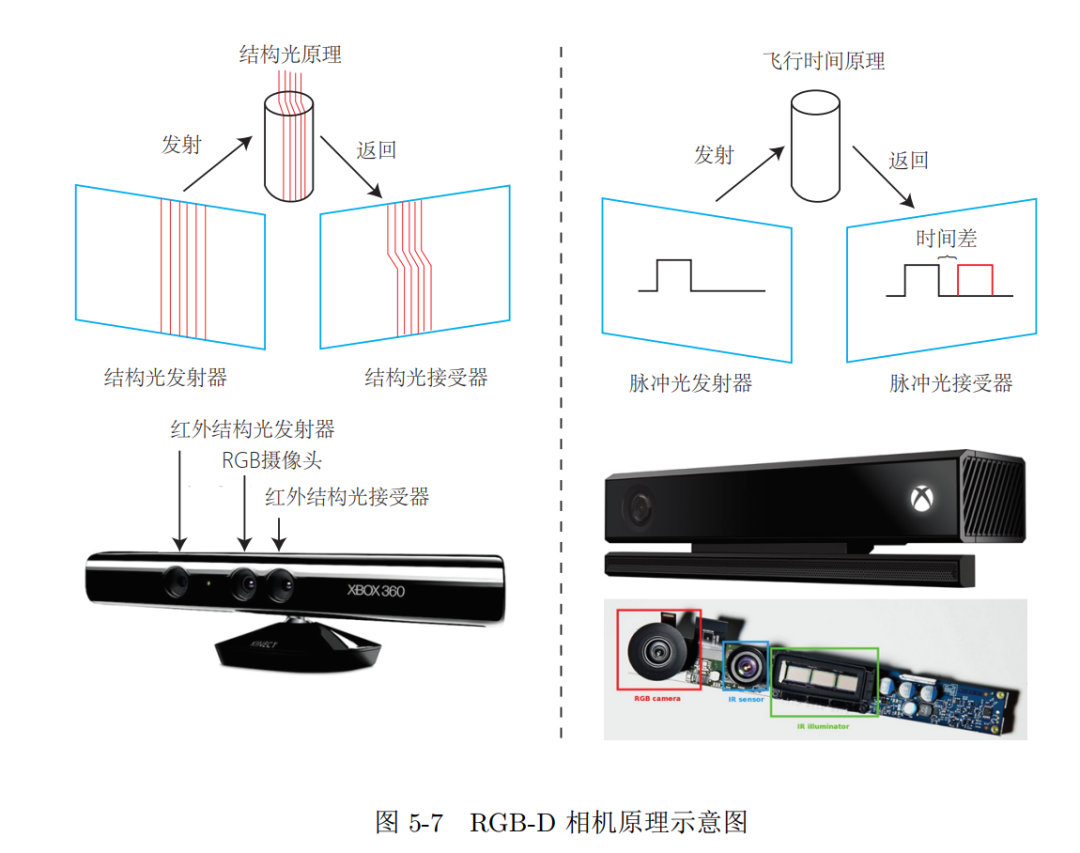 结构光原理
发射
返回
结构光发射器
结构光接受器
红外结构光发射器
RGB摄像头
红外结构光接受器
XBOX 360
KINECT
飞行时间原理
发射
返回
时间差
脉冲光发射器
脉冲光接受器
RGB camera
IR sensor
IR illuminator
图 5-7 RGB-D 相机原理示意图